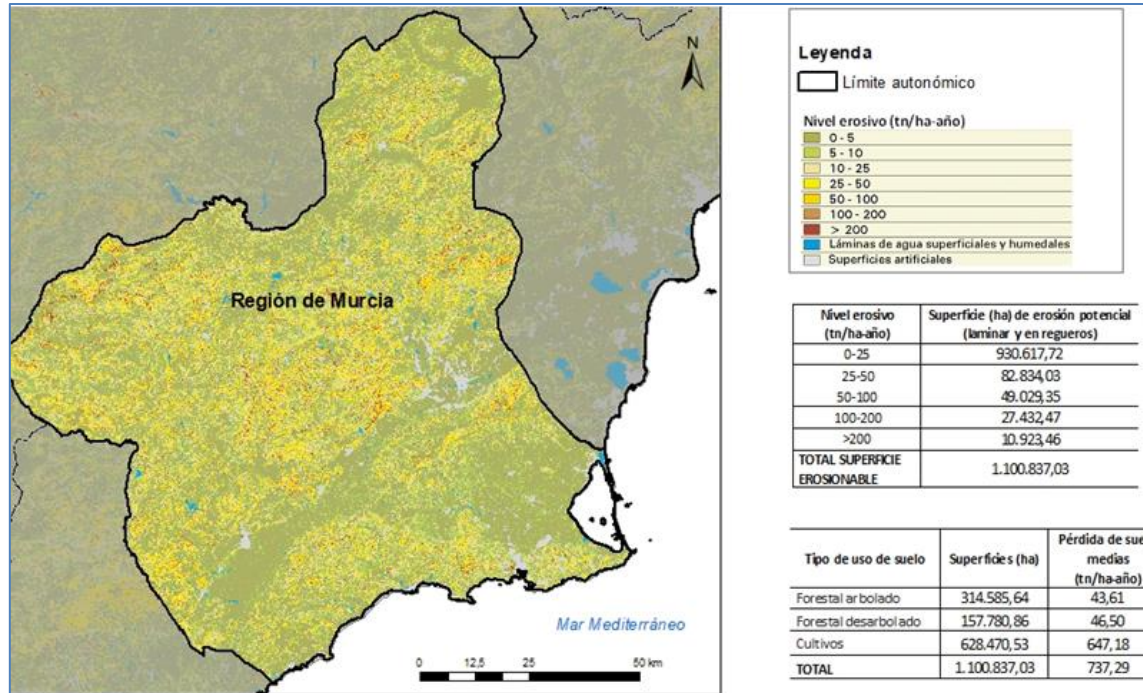 Región de Murcia
Mar Mediterráneo
N
0 12,5 25 50 km
Leyenda
Límite autonómico
Nivel erosivo (tn/ha-año)
0 - 5
5 - 10
10 - 25
25 - 50
50 - 100
100 - 200
> 200
Láminas de agua superficiales y humedales
Superficies artificiales
Nivel erosivo Superficie (ha) de erosión potencial
(tn/ha-año) (laminar y en regueros)
0-25 930.617,72
25-50 82.834,03
50-100 49.029,35
100-200 27.432,47
>200 10.923,46
TOTAL SUPERFICIE
EROSIONABLE 1.100.837,03
Pérdida de sue
Tipo de uso de suelo Superficies (ha) medias
(tn/ha-año)
Forestal arbolado 314.585,64 43,61
Forestal desarbolado 157.780,86 46,50
Cultivos 628.470,53 647,18
TOTAL 1.100.837,03 737,29